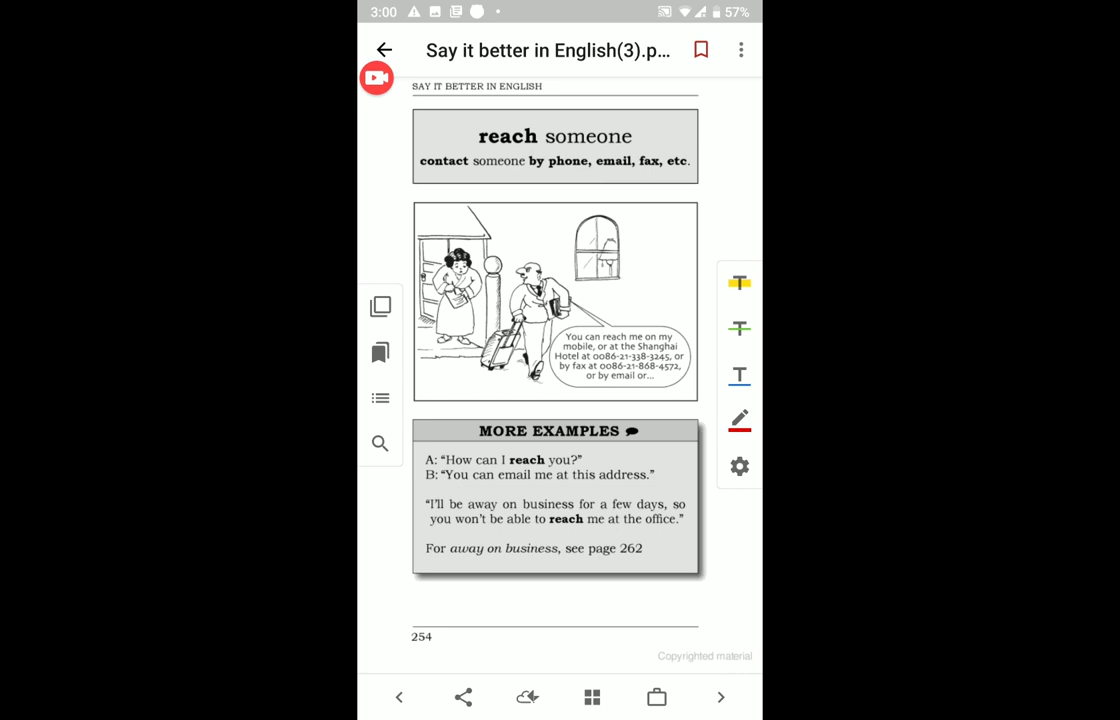 3:00
57%
Say it better in English(3).p...
SAY IT BETTER IN ENGLISH
reach someone
contact someone by phone, email, fax, etc.
You can reach me on my
mobile, or at the Shanghai
Hotel at 0086-21-338-3245, or
by fax at 0086-21-868-4572,
or by email or...
MORE EXAMPLES
A: “How can I reach you?”
B: “You can email me at this address.”
“I’ll be away on business for a few days, so
you won’t be able to reach me at the office.”
For away on business, see page 262
254
Copyrighted material